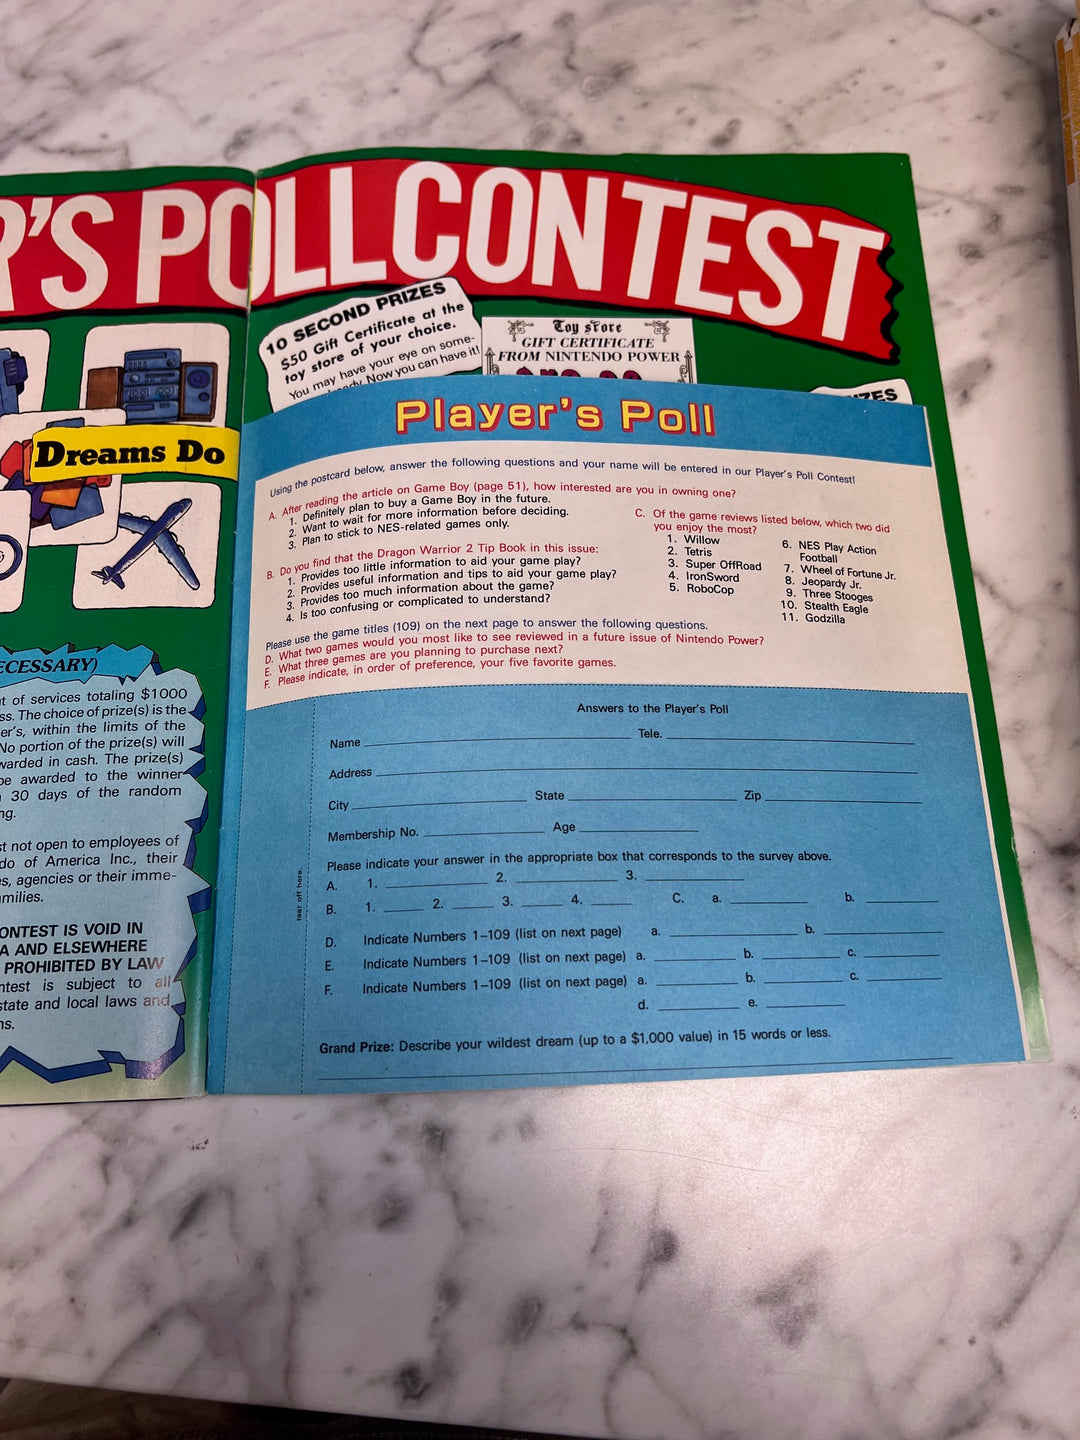 R'S POLL CONTEST
10 SECOND PRIZES
$50 Gift Certificate at the
toy store of your choice.
You may have your eye on some-
Now you can have it!
Toy store
GIFT CERTIFICATE
FROM NINTENDO POWER
ZES
Dreams Do
ECESSARY)
t of services totaling $1000
ss. The choice of prize(s) is the
er's, within the limits of the
No portion of the prize(s) will
warded in cash. The prize(s)
be awarded to the winner
30 days of the random
ng.
st not open to employees of
do of America Inc., their
s, agencies or their imme-
amilies.
ONTEST IS VOID IN
A AND ELSEWHERE
PROHIBITED BY LAW
ntest is subject to all
state and local laws and
ns.
Player's Poll
Using the postcard below, answer the following questions and your name will be entered in our Player's Poll Contest!
A. After reading the article on Game Boy (page 51), how interested are you in owning one?
1. Definitely plan to buy a Game Boy in the future.
2. Want to wait for more information before deciding.
3. Plan to stick to NES-related games only.
B. Do you find that the Dragon Warrior 2 Tip Book in this issue:
1. Provides too little information to aid your game play?
2. Provides useful information and tips to aid your game play?
3. Provides too much information about the game?
4. Is too confusing or complicated to understand?
C. Of the game reviews listed below, which two did
you enjoy the most?
1. Willow
2. Tetris
3. Super OffRoad
4. IronSword
5. RoboCop
6. NES Play Action
Football
7. Wheel of Fortune Jr.
8. Jeopardy Jr.
9. Three Stooges
10. Stealth Eagle
11. Godzilla
Please use the game titles (109) on the next page to answer the following questions.
D. What two games would you most like to see reviewed in a future issue of Nintendo Power?
E. What three games are you planning to purchase next?
F. Please indicate, in order of preference, your five favorite games.
Answers to the Player's Poll
Name Tele.
Address
City State Zip
Membership No. Age
Please indicate your answer in the appropriate box that corresponds to the survey above.
A. 1. 2. 3.
B. 1. 2. 3. 4. C. a. b.
D. Indicate Numbers 1-109 (list on next page) a. b.
E. Indicate Numbers 1-109 (list on next page) a. b. c.
F. Indicate Numbers 1-109 (list on next page) a. b. c.
d. e.
tear off here.
Grand Prize: Describe your wildest dream (up to a $1,000 value) in 15 words or less.